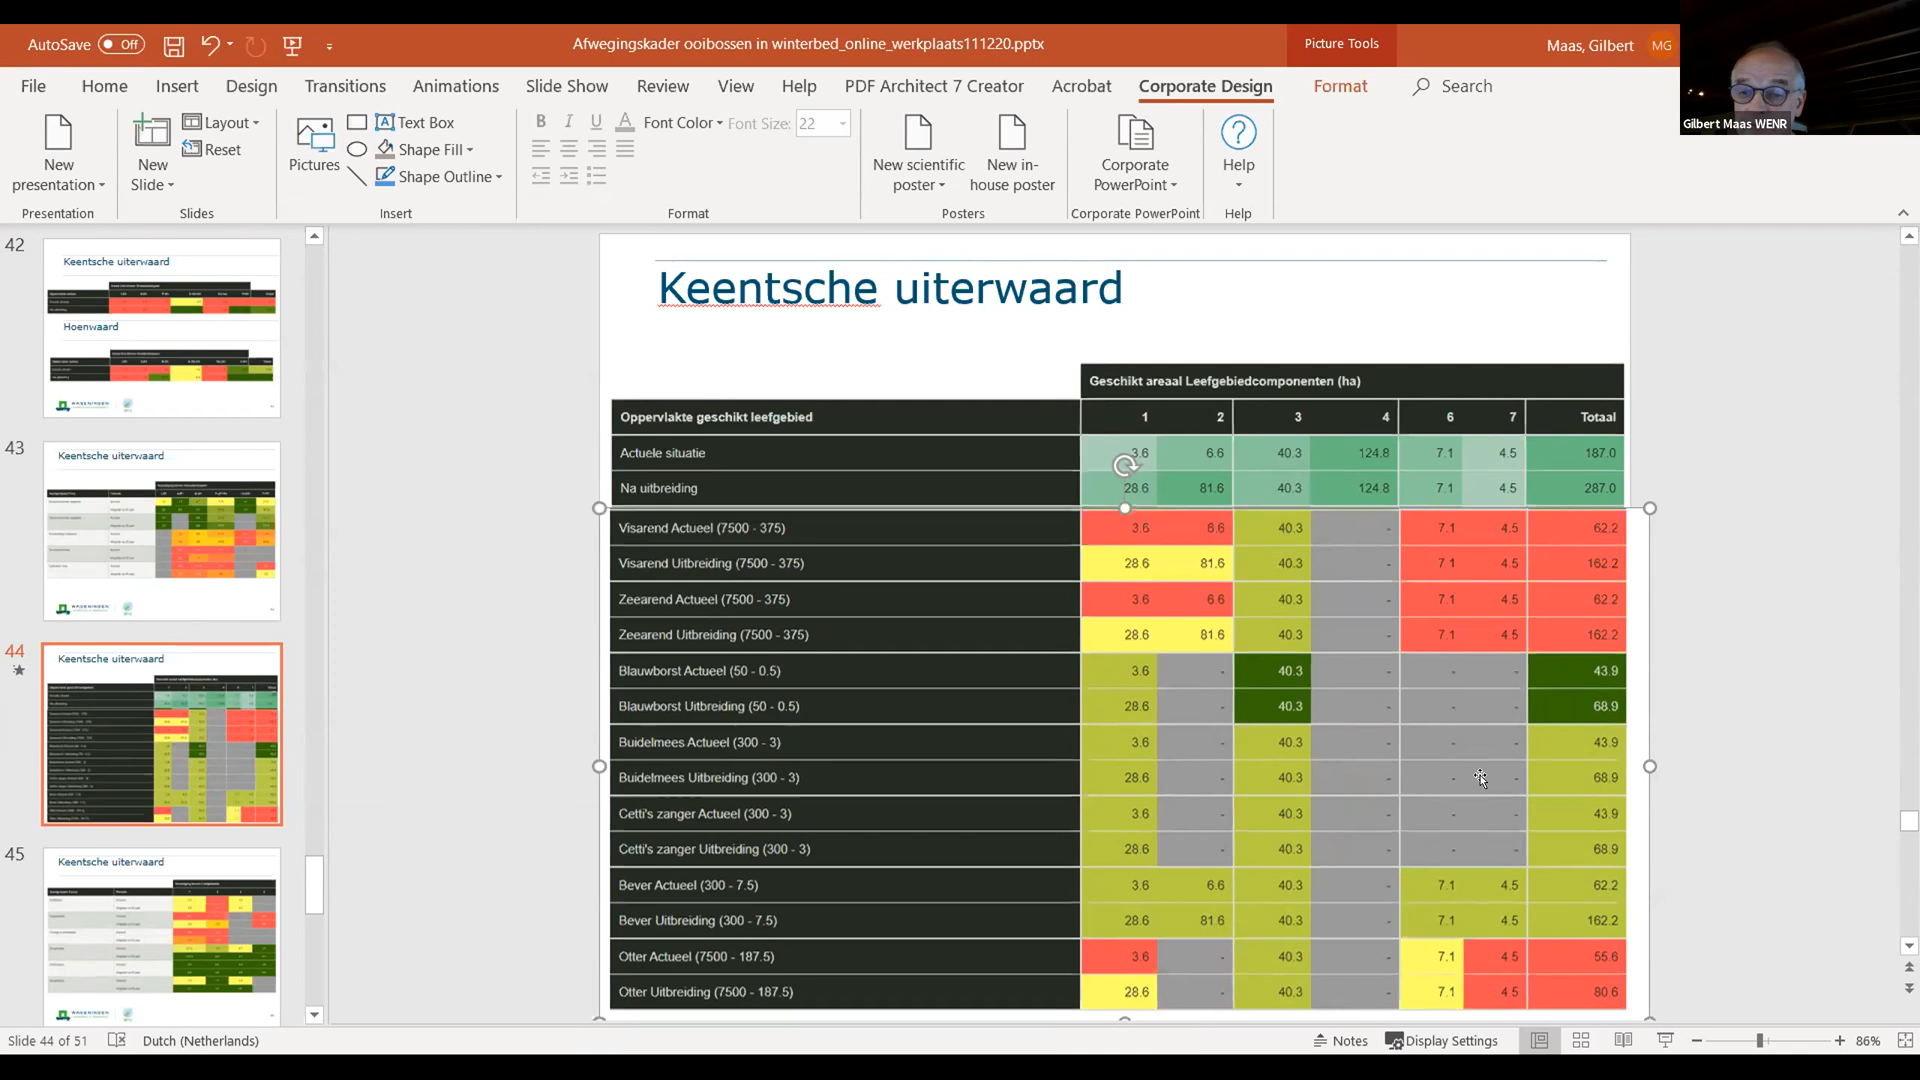 AutoSave Off
Afwegingskader ooibossen in winterbed_online_werkplaats111220.pptx
Picture Tools
Maas, Gilbert MG
Gilbert Maas WENR
File Home Insert Design Transitions Animations Slide Show Review View Help PDF Architect 7 Creator Acrobat Corporate Design Format Search
New presentation
Presentation
New Slide
Layout
Reset
Slides
Pictures
Text Box
Shape Fill
Shape Outline
Insert
B I U A Font Color Font Size: 22
Format
New scientific poster
New in-house poster
Posters
Corporate PowerPoint
Corporate PowerPoint
Help
Help
42
Keentsche uiterwaard
Hoenwaard
43
Keentsche uiterwaard
44
Keentsche uiterwaard
45
Keentsche uiterwaard
Keentsche uiterwaard
Geschikt areaal Leefgebiedcomponenten (ha)
Oppervlakte geschikt leefgebied 1 2 3 4 6 7 Totaal
Actuele situatie 3.6 6.6 40.3 124.8 7.1 4.5 187.0
Na uitbreiding 28.6 81.6 40.3 124.8 7.1 4.5 287.0
Visarend Actueel (7500 - 375) 3.6 6.6 40.3 - 7.1 4.5 62.2
Visarend Uitbreiding (7500 - 375) 28.6 81.6 40.3 - 7.1 4.5 162.2
Zeearend Actueel (7500 - 375) 3.6 6.6 40.3 - 7.1 4.5 62.2
Zeearend Uitbreiding (7500 - 375) 28.6 81.6 40.3 - 7.1 4.5 162.2
Blauwborst Actueel (50 - 0.5) 3.6 - 40.3 - - - 43.9
Blauwborst Uitbreiding (50 - 0.5) 28.6 - 40.3 - - - 68.9
Buidelmees Actueel (300 - 3) 3.6 - 40.3 - - - 43.9
Buidelmees Uitbreiding (300 - 3) 28.6 - 40.3 - - - 68.9
Cetti's zanger Actueel (300 - 3) 3.6 - 40.3 - - - 43.9
Cetti's zanger Uitbreiding (300 - 3) 28.6 - 40.3 - - - 68.9
Bever Actueel (300 - 7.5) 3.6 6.6 40.3 - 7.1 4.5 62.2
Bever Uitbreiding (300 - 7.5) 28.6 81.6 40.3 - 7.1 4.5 162.2
Otter Actueel (7500 - 187.5) 3.6 - 40.3 - 7.1 4.5 55.6
Otter Uitbreiding (7500 - 187.5) 28.6 - 40.3 - 7.1 4.5 80.6
Slide 44 of 51
Dutch (Netherlands)
Notes
Display Settings
86%